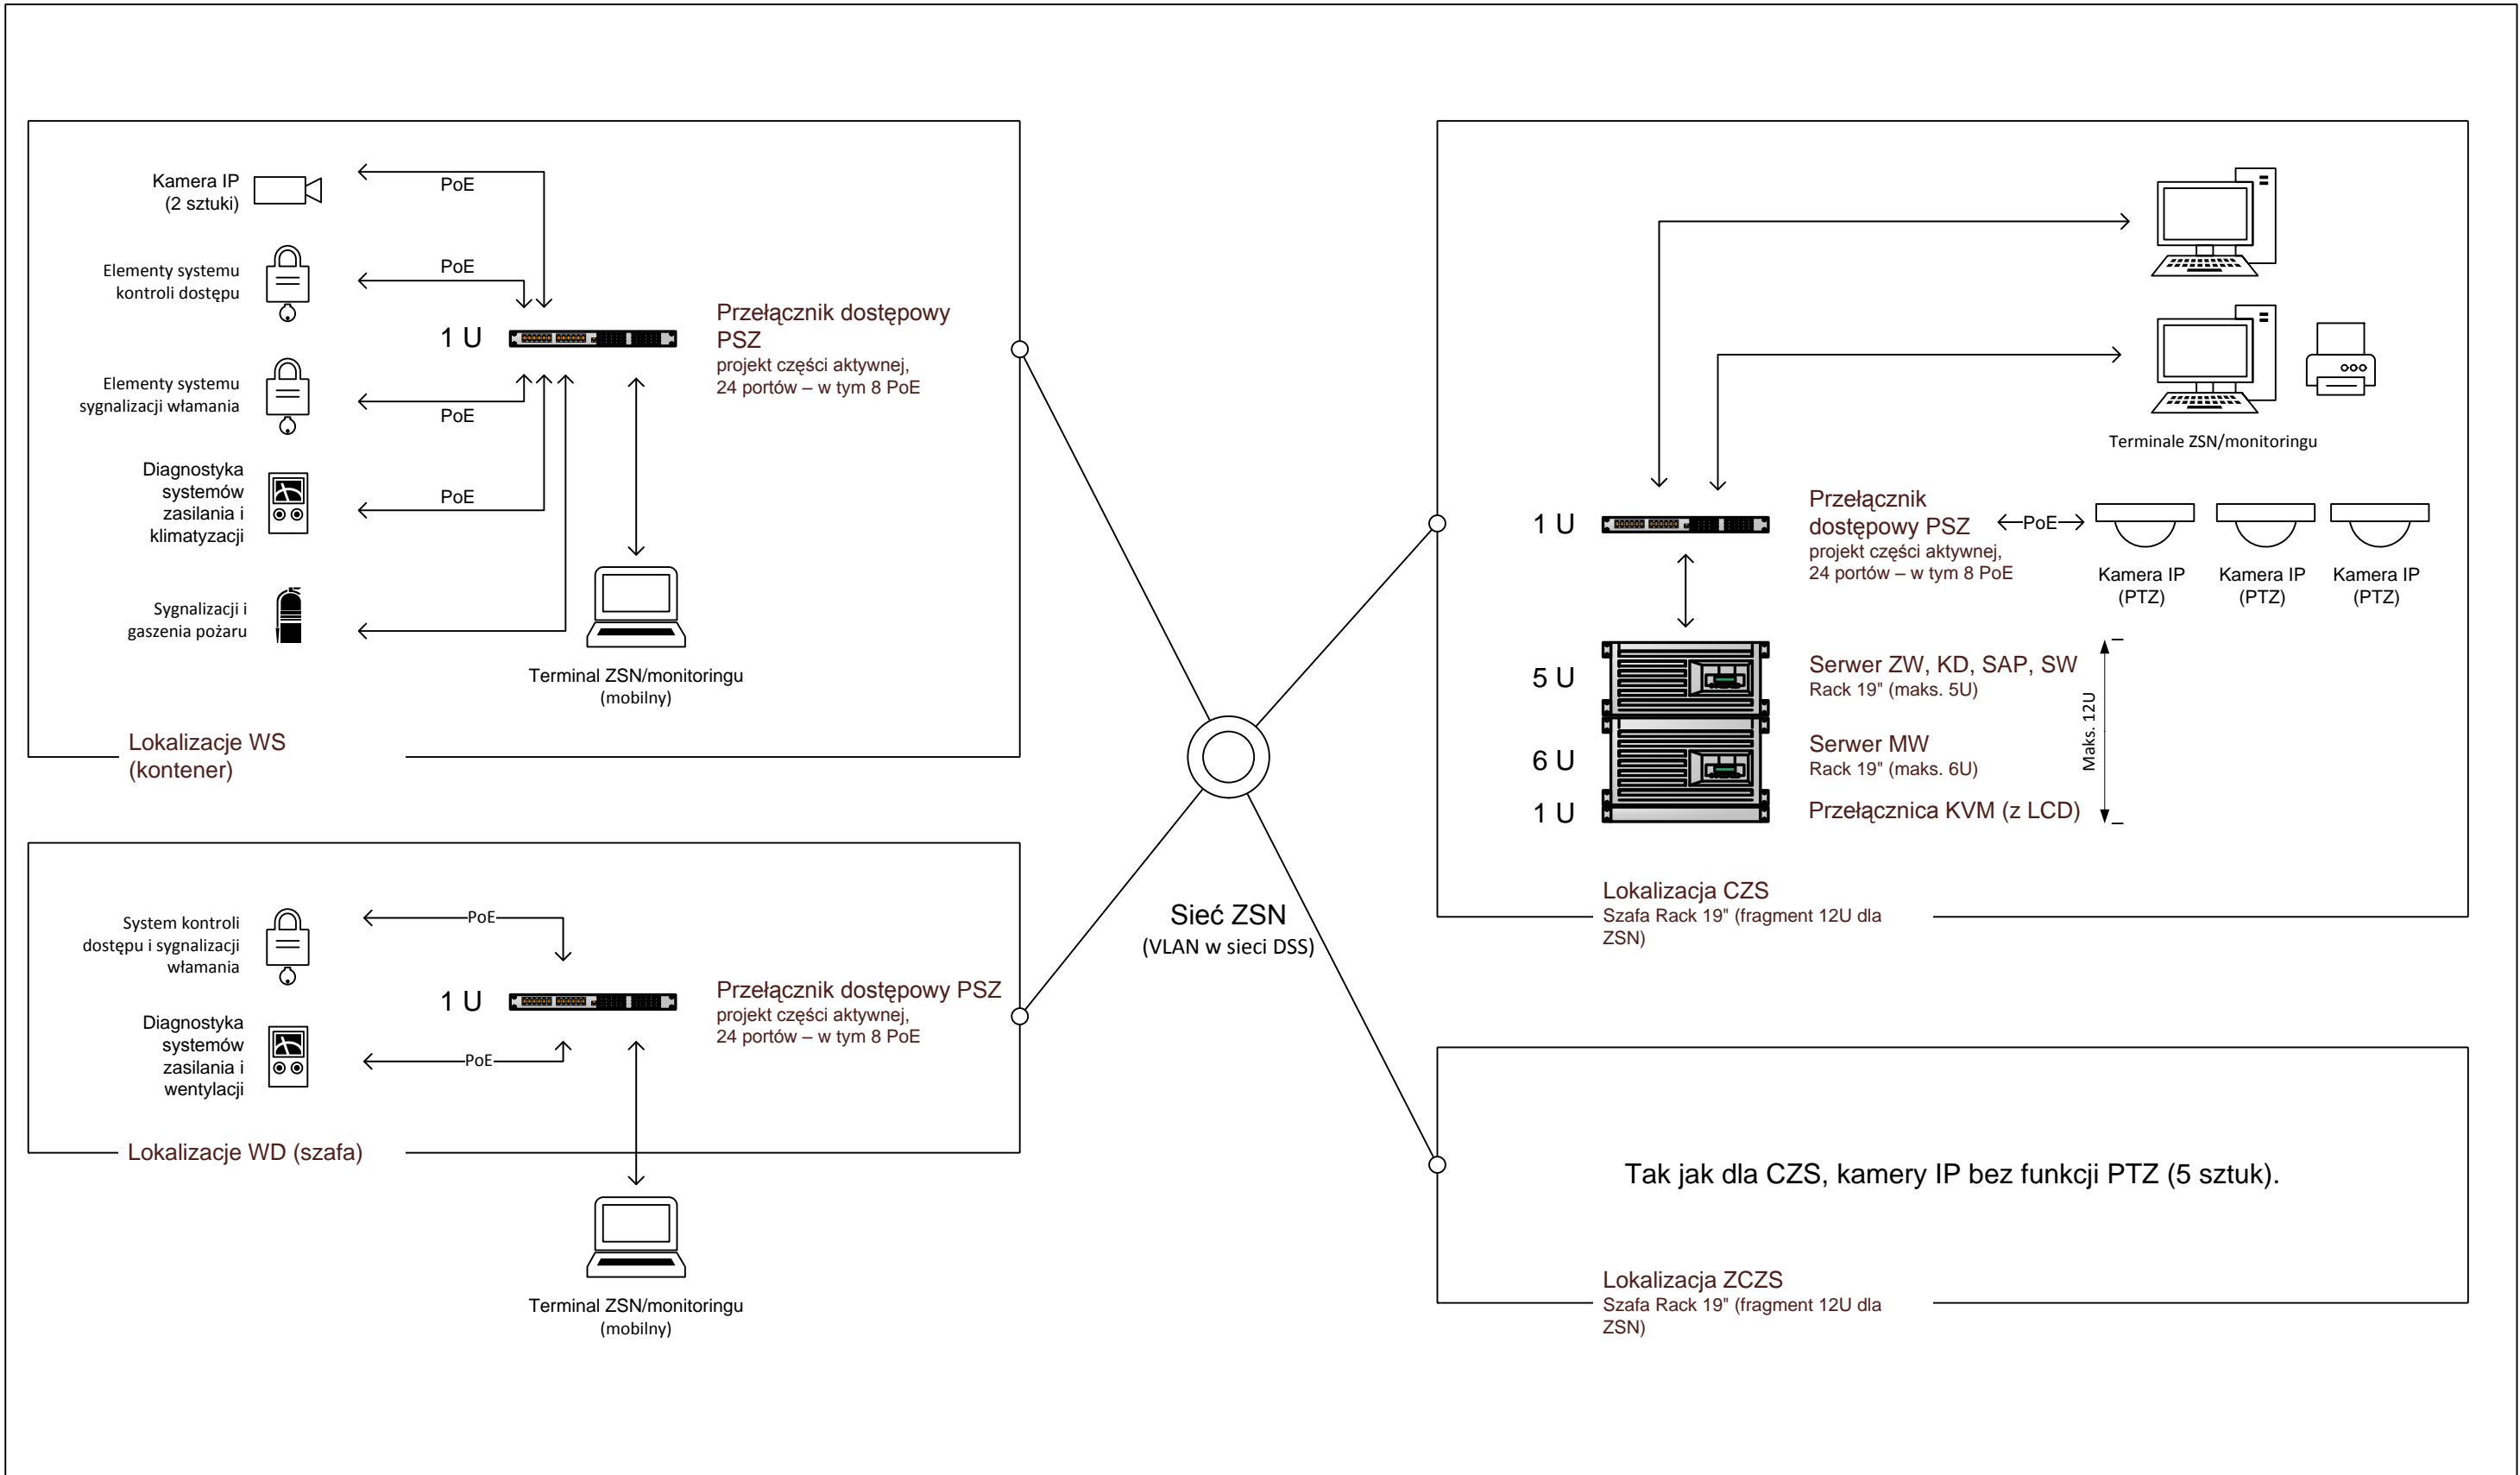 Kamera IP
(2 sztuki)
PoE
Elementy systemu
kontroli dostępu
PoE
1 U
Przełącznik dostępowy
PSZ
projekt części aktywnej,
24 portów – w tym 8 PoE
Elementy systemu
sygnalizacji włamania
PoE
Diagnostyka
systemów
zasilania i
klimatyzacji
PoE
Sygnalizacji i
gaszenia pożaru
Terminal ZSN/monitoringu
(mobilny)
Lokalizacje WS
(kontener)
System kontroli
dostępu i sygnalizacji
włamania
PoE
1 U
Przełącznik dostępowy PSZ
projekt części aktywnej,
24 portów – w tym 8 PoE
Diagnostyka
systemów
zasilania i
wentylacji
PoE
Lokalizacje WD (szafa)
Terminal ZSN/monitoringu
(mobilny)
Sieć ZSN
(VLAN w sieci DSS)
Terminale ZSN/monitoringu
1 U
Przełącznik
dostępowy PSZ
projekt części aktywnej,
24 portów – w tym 8 PoE
PoE
Kamera IP
(PTZ)
Kamera IP
(PTZ)
Kamera IP
(PTZ)
5 U
Serwer ZW, KD, SAP, SW
Rack 19" (maks. 5U)
6 U
Serwer MW
Rack 19" (maks. 6U)
1 U
Przełącznica KVM (z LCD)
Maks. 12U
Lokalizacja CZS
Szafa Rack 19" (fragment 12U dla
ZSN)
Tak jak dla CZS, kamery IP bez funkcji PTZ (5 sztuk).
Lokalizacja ZCZS
Szafa Rack 19" (fragment 12U dla
ZSN)